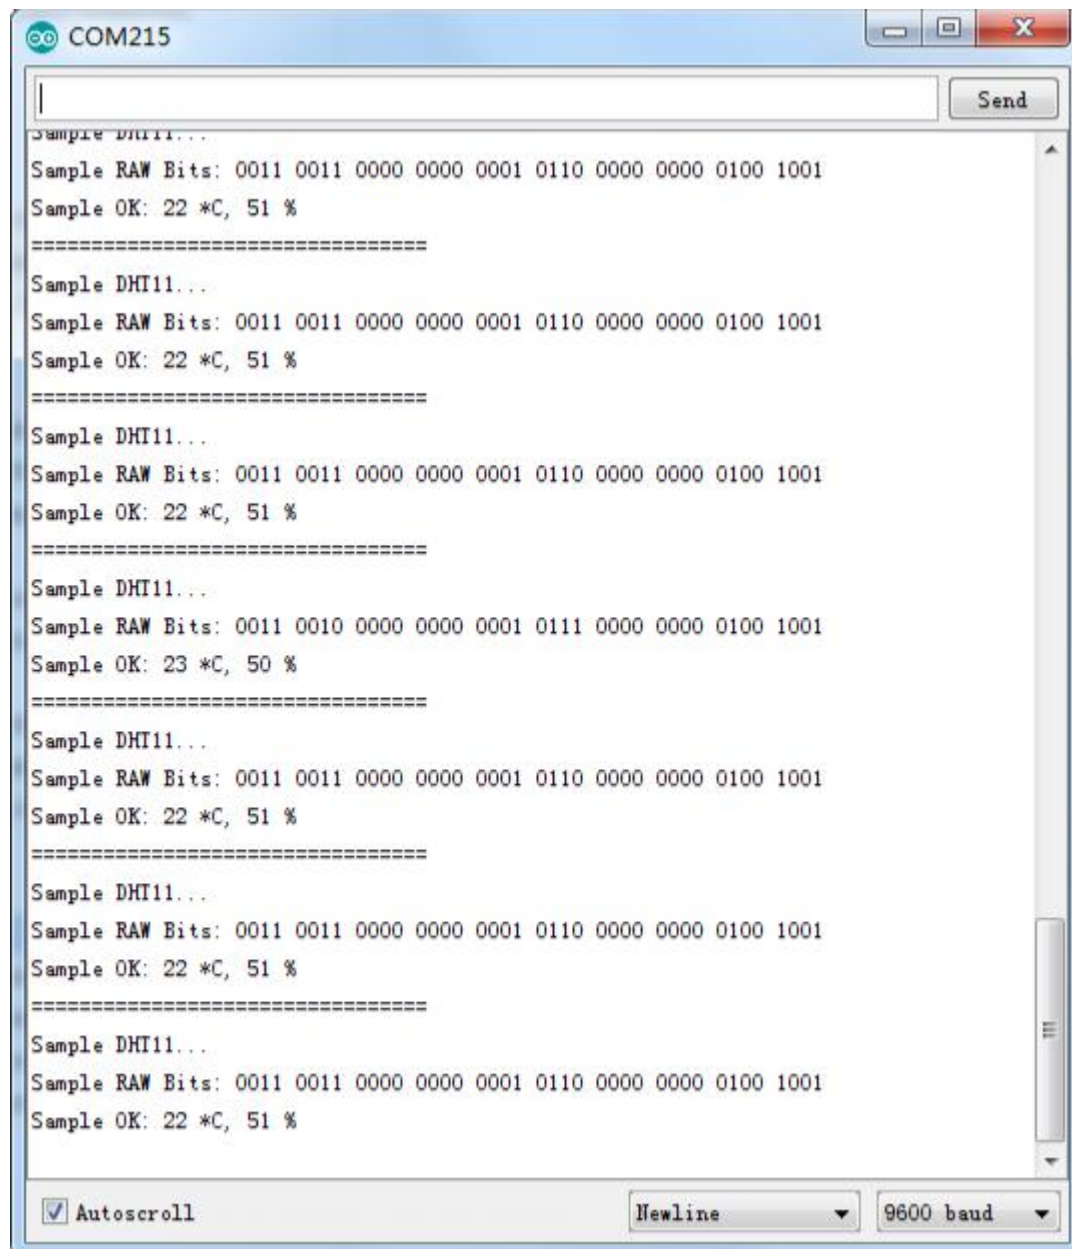 COM215
Send
Sample DHT11...
Sample RAW Bits: 0011 0011 0000 0000 0001 0110 0000 0000 0100 1001
Sample OK: 22 *C, 51 %
=================================
Sample DHT11...
Sample RAW Bits: 0011 0011 0000 0000 0001 0110 0000 0000 0100 1001
Sample OK: 22 *C, 51 %
=================================
Sample DHT11...
Sample RAW Bits: 0011 0011 0000 0000 0001 0110 0000 0000 0100 1001
Sample OK: 22 *C, 51 %
=================================
Sample DHT11...
Sample RAW Bits: 0011 0010 0000 0000 0001 0111 0000 0000 0100 1001
Sample OK: 23 *C, 50 %
=================================
Sample DHT11...
Sample RAW Bits: 0011 0011 0000 0000 0001 0110 0000 0000 0100 1001
Sample OK: 22 *C, 51 %
=================================
Sample DHT11...
Sample RAW Bits: 0011 0011 0000 0000 0001 0110 0000 0000 0100 1001
Sample OK: 22 *C, 51 %
=================================
Sample DHT11...
Sample RAW Bits: 0011 0011 0000 0000 0001 0110 0000 0000 0100 1001
Sample OK: 22 *C, 51 %
Autoscroll
Newline
9600 baud